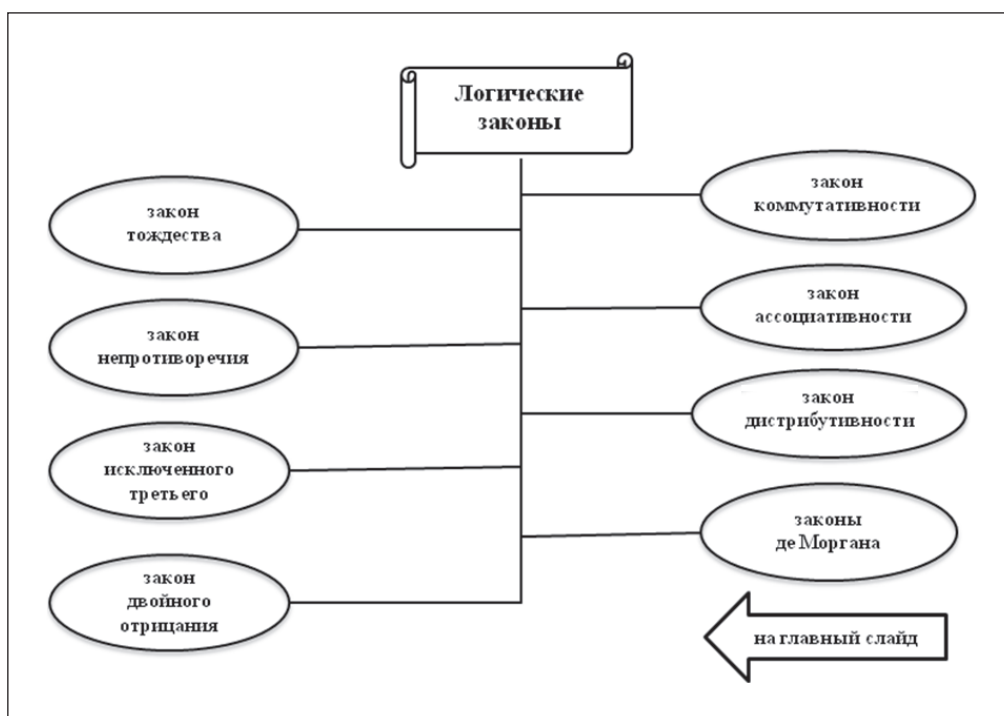 Логические
законы
закон
тождества
закон
непротиворечия
закон
исключенного
третьего
закон
двойного
отрицания
закон
коммутативности
закон
ассоциативности
закон
дистрибутивности
законы
де Моргана
на главный слайд